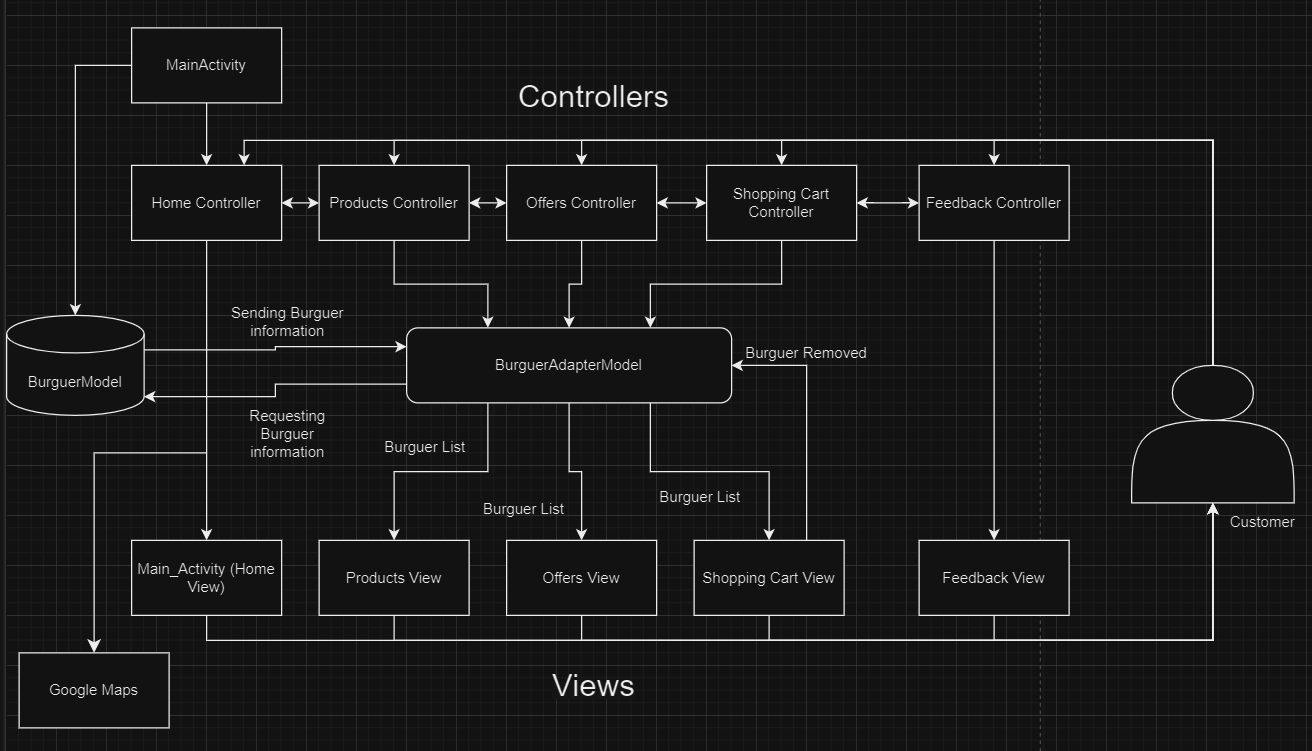 MainActivity
Controllers
Home Controller
Products Controller
Offers Controller
Shopping Cart
Controller
Feedback Controller
Sending Burguer
information
BurguerAdapterModel
Burguer Removed
BurguerModel
Requesting
Burguer
information
Burguer List
Burguer List
Burguer List
Customer
Main_Activity (Home
View)
Products View
Offers View
Shopping Cart View
Feedback View
Google Maps
Views